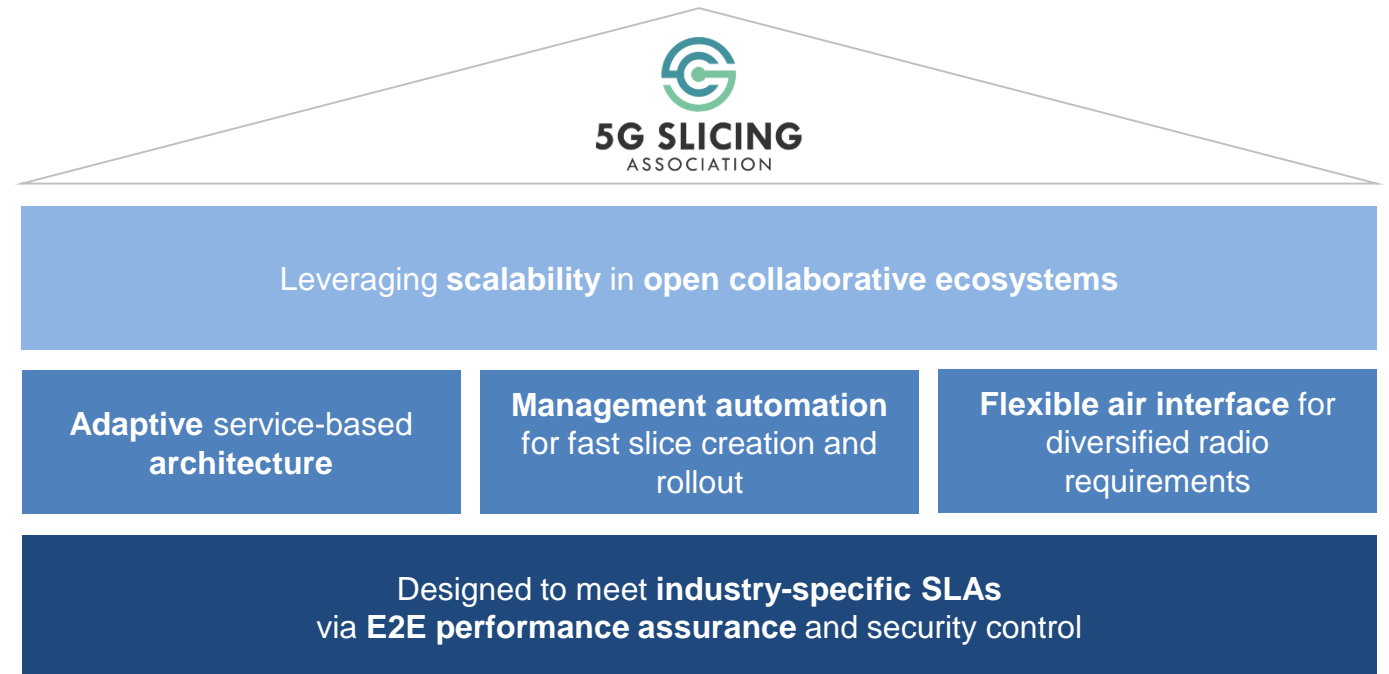 5G SLICING
ASSOCIATION
Leveraging scalability in open collaborative ecosystems
Adaptive service-based
architecture
Management automation
for fast slice creation and
rollout
Flexible air interface for
diversified radio
requirements
Designed to meet industry-specific SLAs
via E2E performance assurance and security control